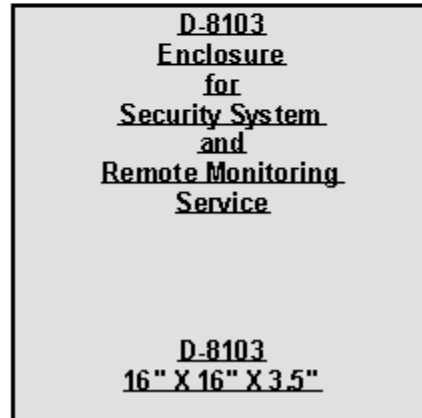 D-8103
Enclosure
for
Security System
and
Remote Monitoring
Service
D-8103
16" X 16" X 3.5"